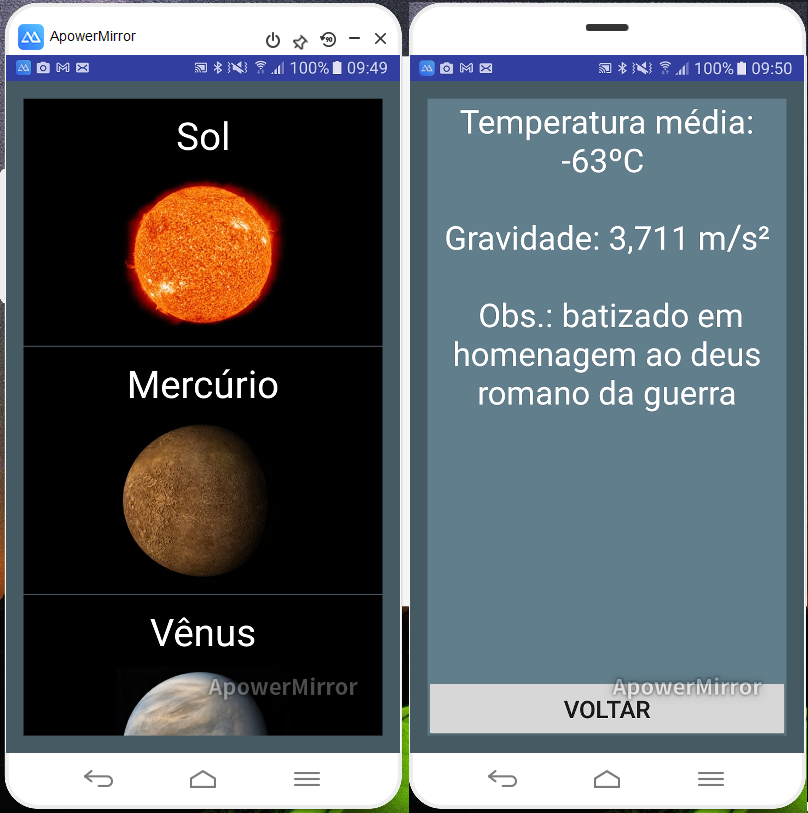 ApowerMirror
90
100% 09:49
Sol
Mercúrio
Vênus
ApowerMirror
100% 09:50
Temperatura média:
-63ºC
Gravidade: 3,711 m/s²
Obs.: batizado em
homenagem ao deus
romano da guerra
ApowerMirror
VOLTAR